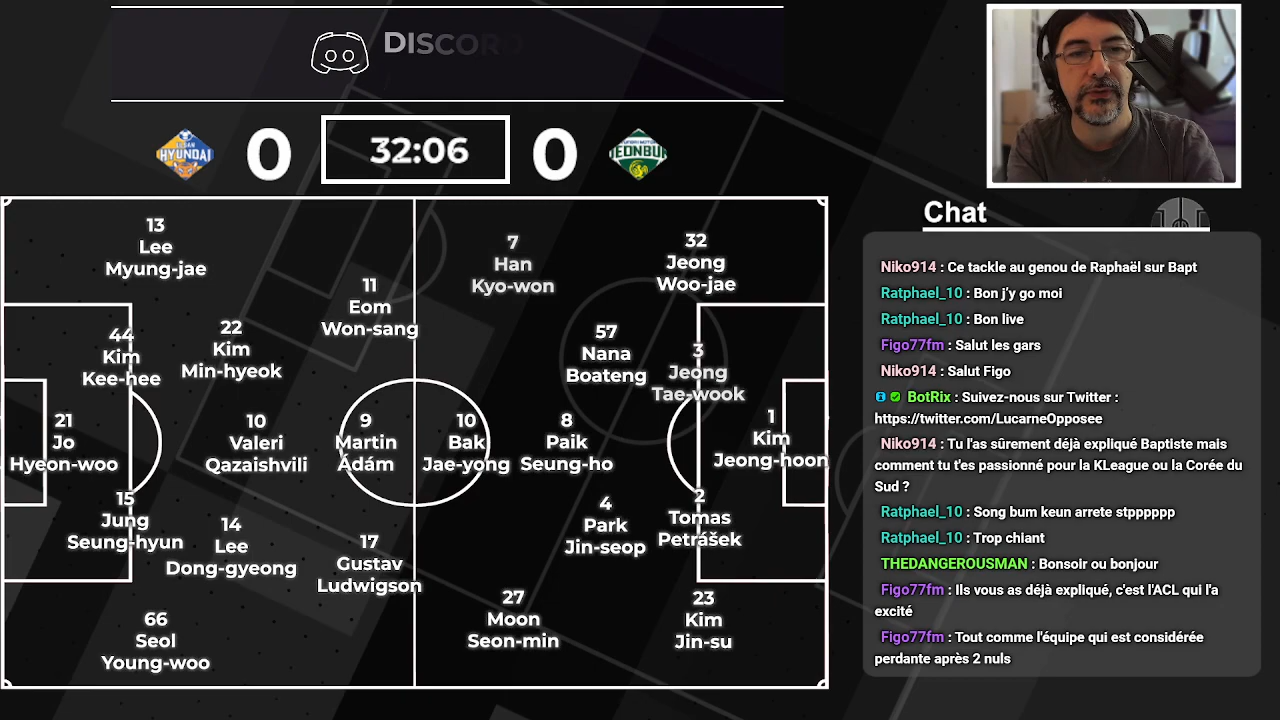 DISCORD
ULSAN
HYUNDAI
0
32:06
0
JEONBUK
13
Lee
Myung-jae
44
Kim
Kee-hee
22
Kim
Min-hyeok
11
Eom
Won-sang
21
Jo
Hyeon-woo
10
Valeri
Qazaishvili
9
Martin
Ádám
15
Jung
Seung-hyun
14
Lee
Dong-gyeong
17
Gustav
Ludwigson
66
Seol
Young-woo
7
Han
Kyo-won
32
Jeong
Woo-jae
57
Nana
Boateng
3
Jeong
Tae-wook
10
Bak
Jae-yong
8
Paik
Seung-ho
1
Kim
Jeong-hoon
4
Park
Jin-seop
2
Tomas
Petrášek
27
Moon
Seon-min
23
Kim
Jin-su
Chat
Niko914 : Ce tackle au genou de Raphaël sur Bapt
Ratphael_10 : Bon j'y go moi
Ratphael_10 : Bon live
Figo77fm : Salut les gars
Niko914 : Salut Figo
BotRix : Suivez-nous sur Twitter :
https://twitter.com/LucarneOpposee
Niko914 : Tu l'as sûrement déjà expliqué Baptiste mais
comment tu t'es passionné pour la KLeague ou la Corée du
Sud ?
Ratphael_10 : Song bum keun arrete stpppppp
Ratphael_10 : Trop chiant
THEDANGEROUSMAN : Bonsoir ou bonjour
Figo77fm : Ils vous as déjà expliqué, c'est l'ACL qui l'a
excité
Figo77fm : Tout comme l'équipe qui est considérée
perdante après 2 nuls